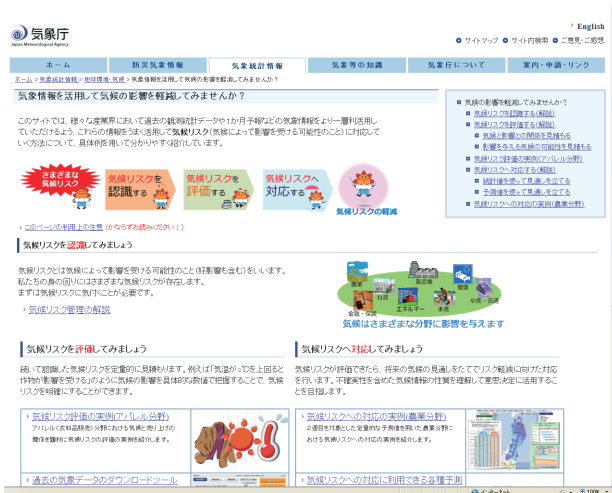 English
気象庁
Japan Meteorological Agency
サイトマップ サイト内検索 ご意見・ご感想
ホーム 防災気象情報 気象統計情報 気象等の知識 気象庁について 案内・申請・リンク
ホーム > 気象統計情報 > 地球環境・気候 > 気象情報を活用して気候の影響を軽減してみませんか？
気象情報を活用して気候の影響を軽減してみませんか？
このサイトでは、様々な産業界において過去の観測統計データや1か月予報などの気象情報をより一層利活用し
ていただけるよう、これらの情報をうまく活用して気候リスク(気候によって影響を受ける可能性のこと)に対応して
いく方法について、具体例を用いて分かりやすく紹介しています。
気候の影響を軽減してみませんか？
気候リスクを認識する(解説)
気候リスクを評価する(解説)
気候と影響との関係を見積もる
影響を与える気候の可能性を見積もる
気候リスク評価の実例(アパレル分野)
気候リスクへ対応する(解説)
統計値を使って見通しを立てる
予測値を使って見通しを立てる
気候リスクへの対応の実例(農業分野)
さまざまな
気候リスク
気候リスクを
認識する
気候リスクを
評価する
気候リスクへ
対応する
気候リスクの軽減
このページの利用上の注意 (かならずお読みください！)
気候リスクを認識してみましょう
気候リスクとは気候によって影響を受ける可能性のこと(好影響も含む)をいいます。
私たちの身の回りにはさまざまな気候リスクが存在します。
まずは気候リスクに気付くことが必要です。
気候リスク管理の解説
農業
行政
製造業
健康
小売・流通
金融・保険
エネルギー
水産
気候はさまざまな分野に影響を与えます
気候リスクを評価してみましょう
続いて認識した気候リスクを定量的に見積もります。例えば「気温が○℃を上回ると
作物が影響を受ける」のように気候の影響を具体的な数値で把握することで、気候
リスクを明確にすることができます。
気候リスク評価の実例(アパレル分野)
アパレル(衣料品販売)分野における気候と売り上げの
関係を題材に気候リスクの評価の実例を紹介します。
過去の気象データのダウンロードツール
気候リスクへ対応してみましょう
気候リスクが評価できたら、将来の気候の見通しをたててリスク軽減に向けた対応
を行います。不確実性を含めた気候情報の性質を理解して意思決定に活用するこ
とを目指します。
気候リスクへの対応の実例(農業分野)
2週目を対象とした定量的な予測値を用いた農業分野に
おける気候リスクへの対応の実例を紹介します。
気候リスクへの対応に利用できる各種予測
インターネット 100%